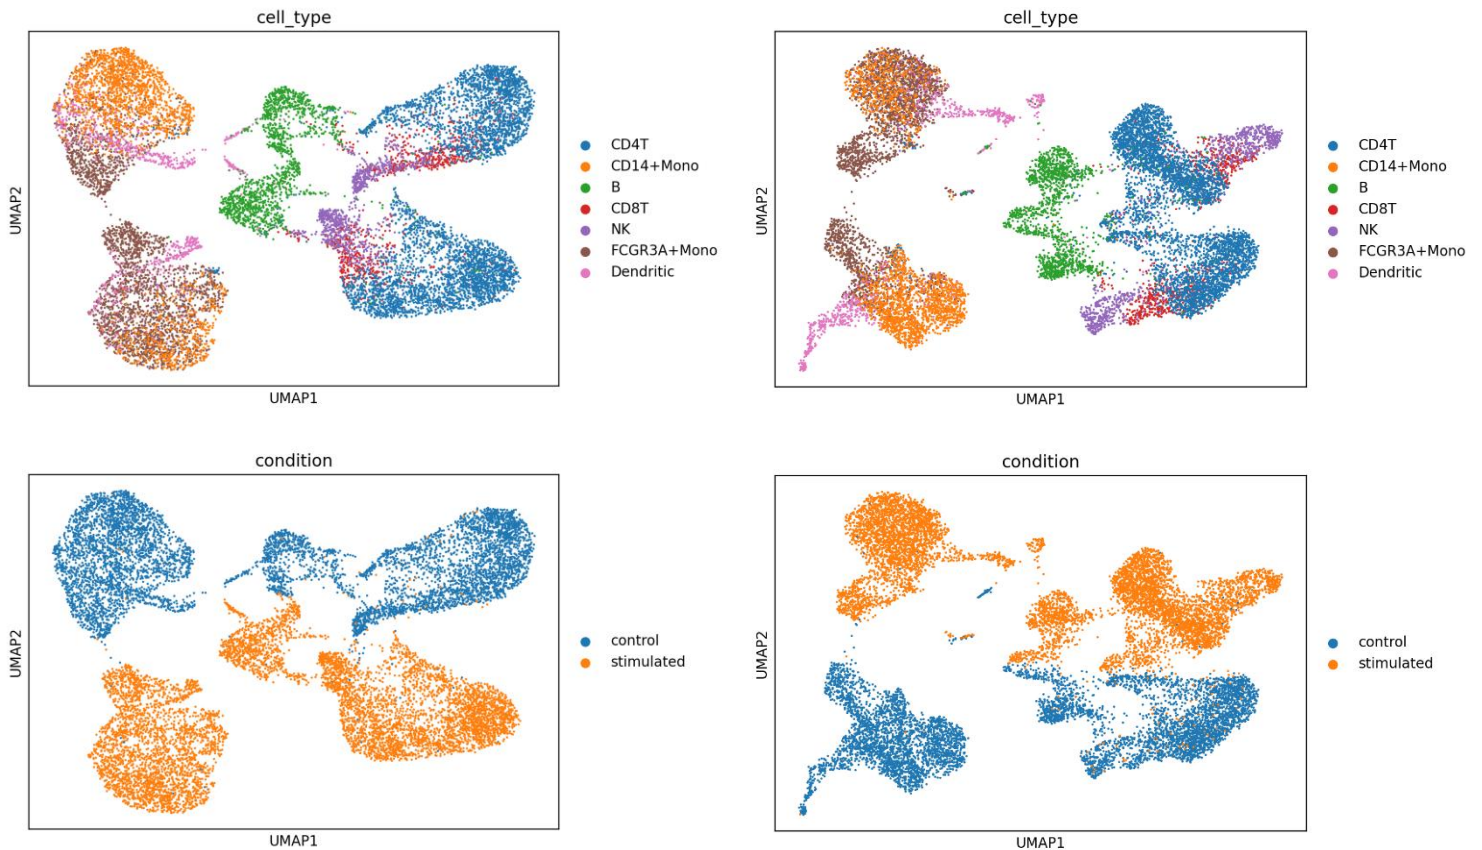 cell_type
UMAP2
UMAP1
CD4T
CD14+Mono
B
CD8T
NK
FCGR3A+Mono
Dendritic
cell_type
UMAP2
UMAP1
CD4T
CD14+Mono
B
CD8T
NK
FCGR3A+Mono
Dendritic
condition
UMAP2
UMAP1
control
stimulated
condition
UMAP2
UMAP1
control
stimulated